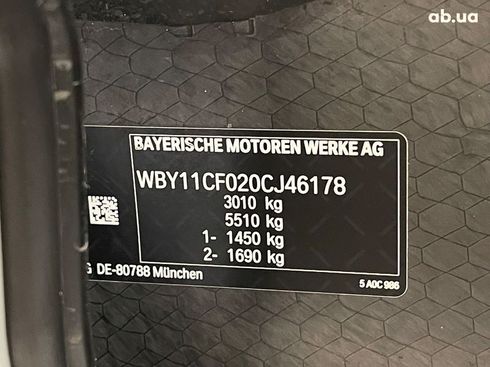 ab.ua
BAYERISCHE MOTOREN WERKE AG
WBY11CF020CJ46178
3010 kg
5510 kg
1- 1450 kg
2- 1690 kg
G DE-80788 München
5 A0C 986